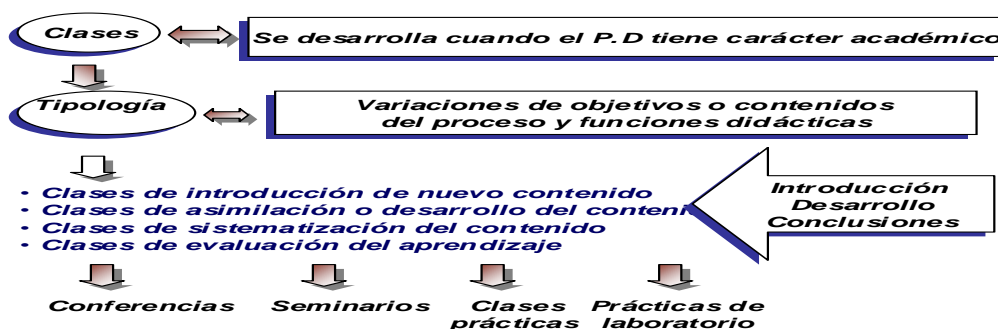 Clases
Se desarrolla cuando el P.D tiene carácter académico
Tipología
Variaciones de objetivos o contenidos
del proceso y funciones didácticas
• Clases de introducción de nuevo contenido
• Clases de asimilación o desarrollo del conteni
• Clases de sistematización del contenido
• Clases de evaluación del aprendizaje
Introducción
Desarrollo
Conclusiones
Conferencias
Seminarios
Clases
prácticas
Prácticas de
laboratorio